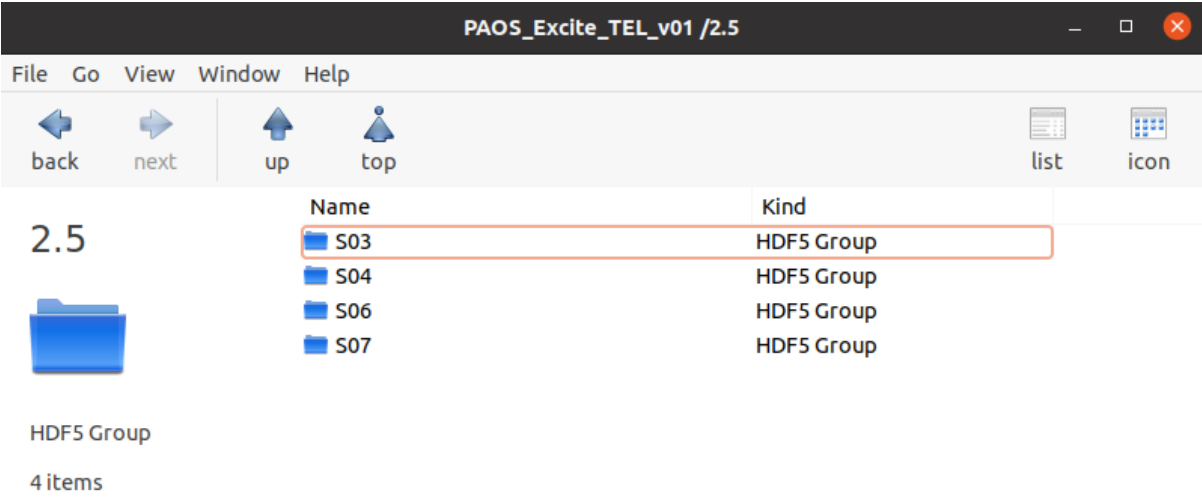 PAOS_Excite_TEL_v01 /2.5
File Go View Window Help
back next up top list icon
2.5
HDF5 Group
4 items
Name Kind
S03 HDF5 Group
S04 HDF5 Group
S06 HDF5 Group
S07 HDF5 Group